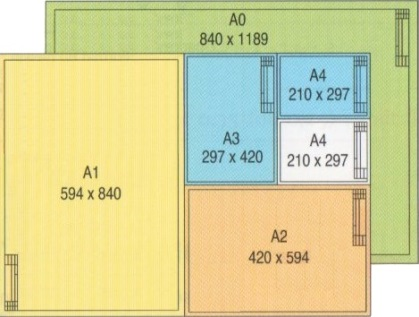 A0
840 x 1189
A4
210 x 297
A3
297 x 420
A4
210 x 297
A1
594 x 840
A2
420 x 594